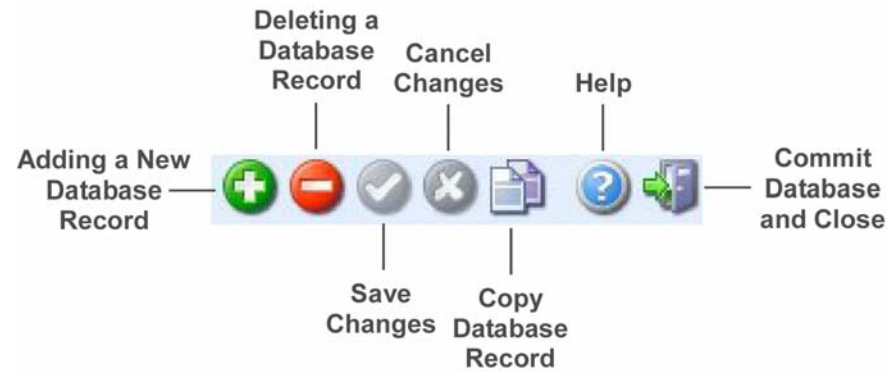 Deleting a
Database
Record
Cancel
Changes
Help
Adding a New
Database
Record
Commit
Database
and Close
Save
Changes
Copy
Database
Record